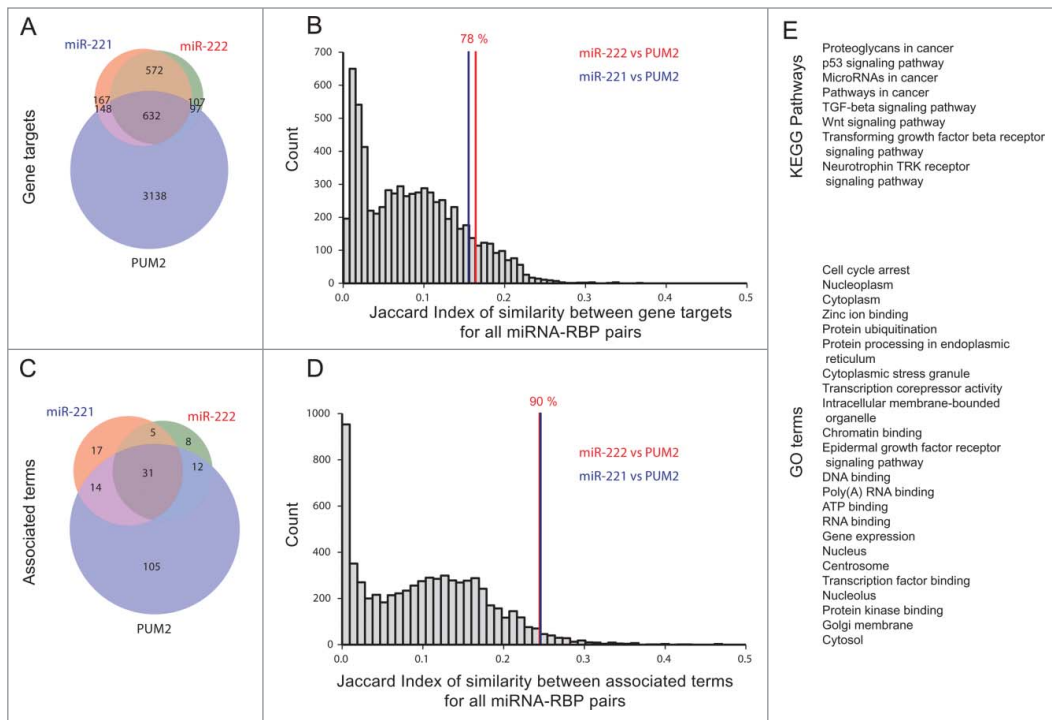 A
miR-221
miR-222
572
167
148
107
97
632
3138
PUM2
Gene targets
B
78 %
miR-222 vs PUM2
miR-221 vs PUM2
700
600
500
400
300
200
100
0
Count
0.0 0.1 0.2 0.3 0.4 0.5
Jaccard Index of similarity between gene targets
for all miRNA-RBP pairs
C
miR-221
miR-222
5
17
8
31
12
14
105
PUM2
Associated terms
D
90 %
miR-222 vs PUM2
miR-221 vs PUM2
1000
800
600
400
200
0
Count
0.0 0.1 0.2 0.3 0.4 0.5
Jaccard Index of similarity between associated terms
for all miRNA-RBP pairs
E
KEGG Pathways
Proteoglycans in cancer
p53 signaling pathway
MicroRNAs in cancer
Pathways in cancer
TGF-beta signaling pathway
Wnt signaling pathway
Transforming growth factor beta receptor
signaling pathway
Neurotrophin TRK receptor
signaling pathway
GO terms
Cell cycle arrest
Nucleoplasm
Cytoplasm
Zinc ion binding
Protein ubiquitination
Protein processing in endoplasmic
reticulum
Cytoplasmic stress granule
Transcription corepressor activity
Intracellular membrane-bounded
organelle
Chromatin binding
Epidermal growth factor receptor
signaling pathway
DNA binding
Poly(A) RNA binding
ATP binding
RNA binding
Gene expression
Nucleus
Centrosome
Transcription factor binding
Nucleolus
Protein kinase binding
Golgi membrane
Cytosol